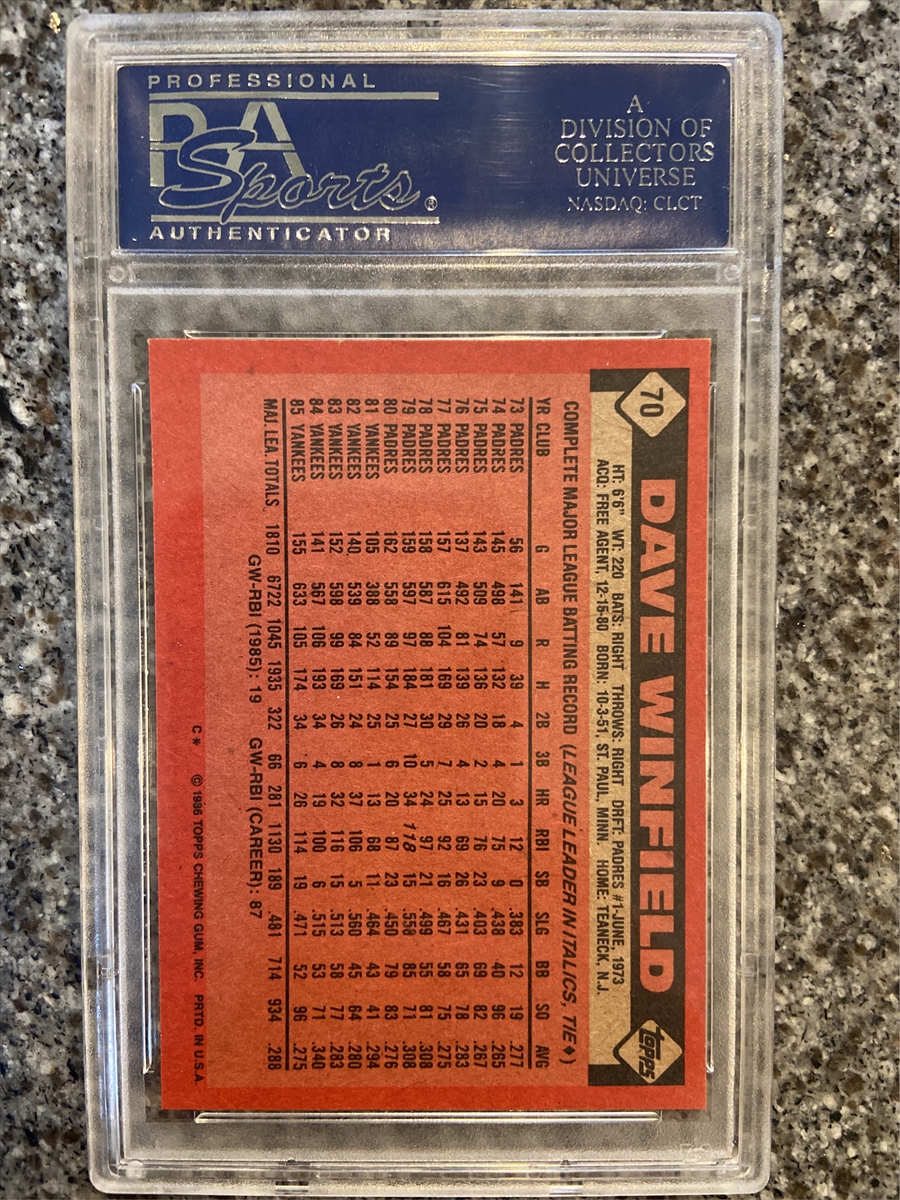 PROFESSIONAL
PSA
Sports®
AUTHENTICATOR
A
DIVISION OF
COLLECTORS
UNIVERSE
NASDAQ: CLCT
70
DAVE WINFIELD
topps
HT: 6'6" WT: 220 BATS: RIGHT THROWS: RIGHT DRFT: PADRES #1-JUNE, 1973
ACQ: FREE AGENT, 12-15-80 BORN: 10-3-51, ST. PAUL, MINN HOME: TEANECK, N.J.
COMPLETE MAJOR LEAGUE BATTING RECORD (LEAGUE LEADER IN ITALICS, TIE♦)
YR CLUB G AB R H 2B 3B HR RBI SB SLG BB SO AVG
73 PADRES 56 141 9 39 4 1 3 12 0 .383 12 19 .277
74 PADRES 145 498 57 132 18 4 20 75 9 .438 40 96 .265
75 PADRES 143 509 74 136 20 2 15 76 23 .403 69 82 .267
76 PADRES 137 492 81 139 26 4 13 69 26 .431 65 78 .283
77 PADRES 157 615 104 169 29 7 25 92 16 .467 58 75 .275
78 PADRES 158 587 88 181 30 5 24 97 21 .499 55 81 .308
79 PADRES 159 597 97 184 27 10 34 118 15 .558 85 71 .308
80 PADRES 162 558 89 154 25 6 20 87 23 .450 79 83 .276
81 YANKEES 105 388 52 114 25 1 13 68 11 .464 43 41 .294
82 YANKEES 140 539 84 151 24 8 37 106 5 .560 45 64 .280
83 YANKEES 152 598 99 169 26 8 32 116 15 .513 58 77 .283
84 YANKEES 141 567 106 193 34 4 19 100 6 .515 53 71 .340
85 YANKEES 155 633 105 174 34 6 26 114 19 .471 52 96 .275
MAJ. LEA. TOTALS 1810 6722 1045 1935 322 66 281 1130 189 .481 714 934 .288
GW-RBI (1985): 19 GW-RBI (CAREER): 87
C* © 1986 TOPPS CHEWING GUM, INC. PRTD. IN U.S.A.